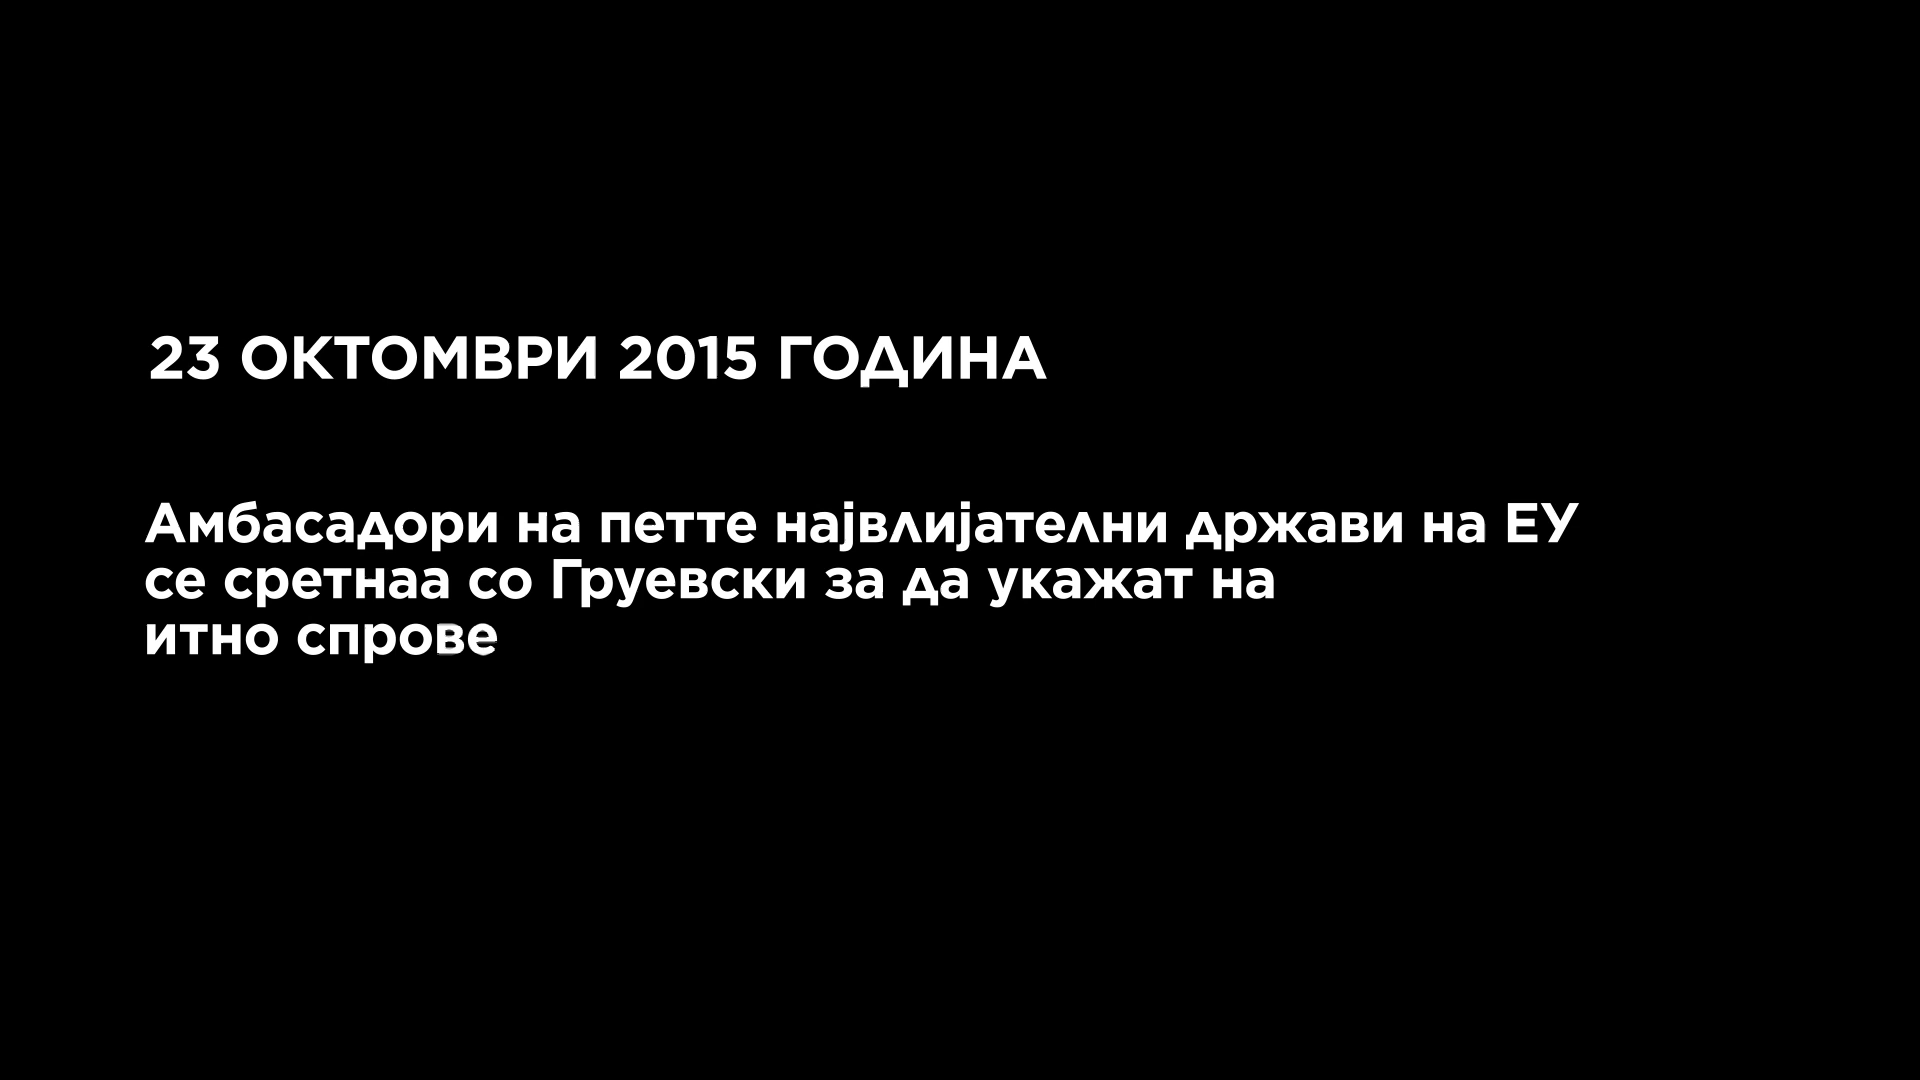 23 ОКТОМВРИ 2015 ГОДИНА
Амбасадори на петте највлијателни држави на ЕУ
се сретнаа со Груевски за да укажат на
итно спрове